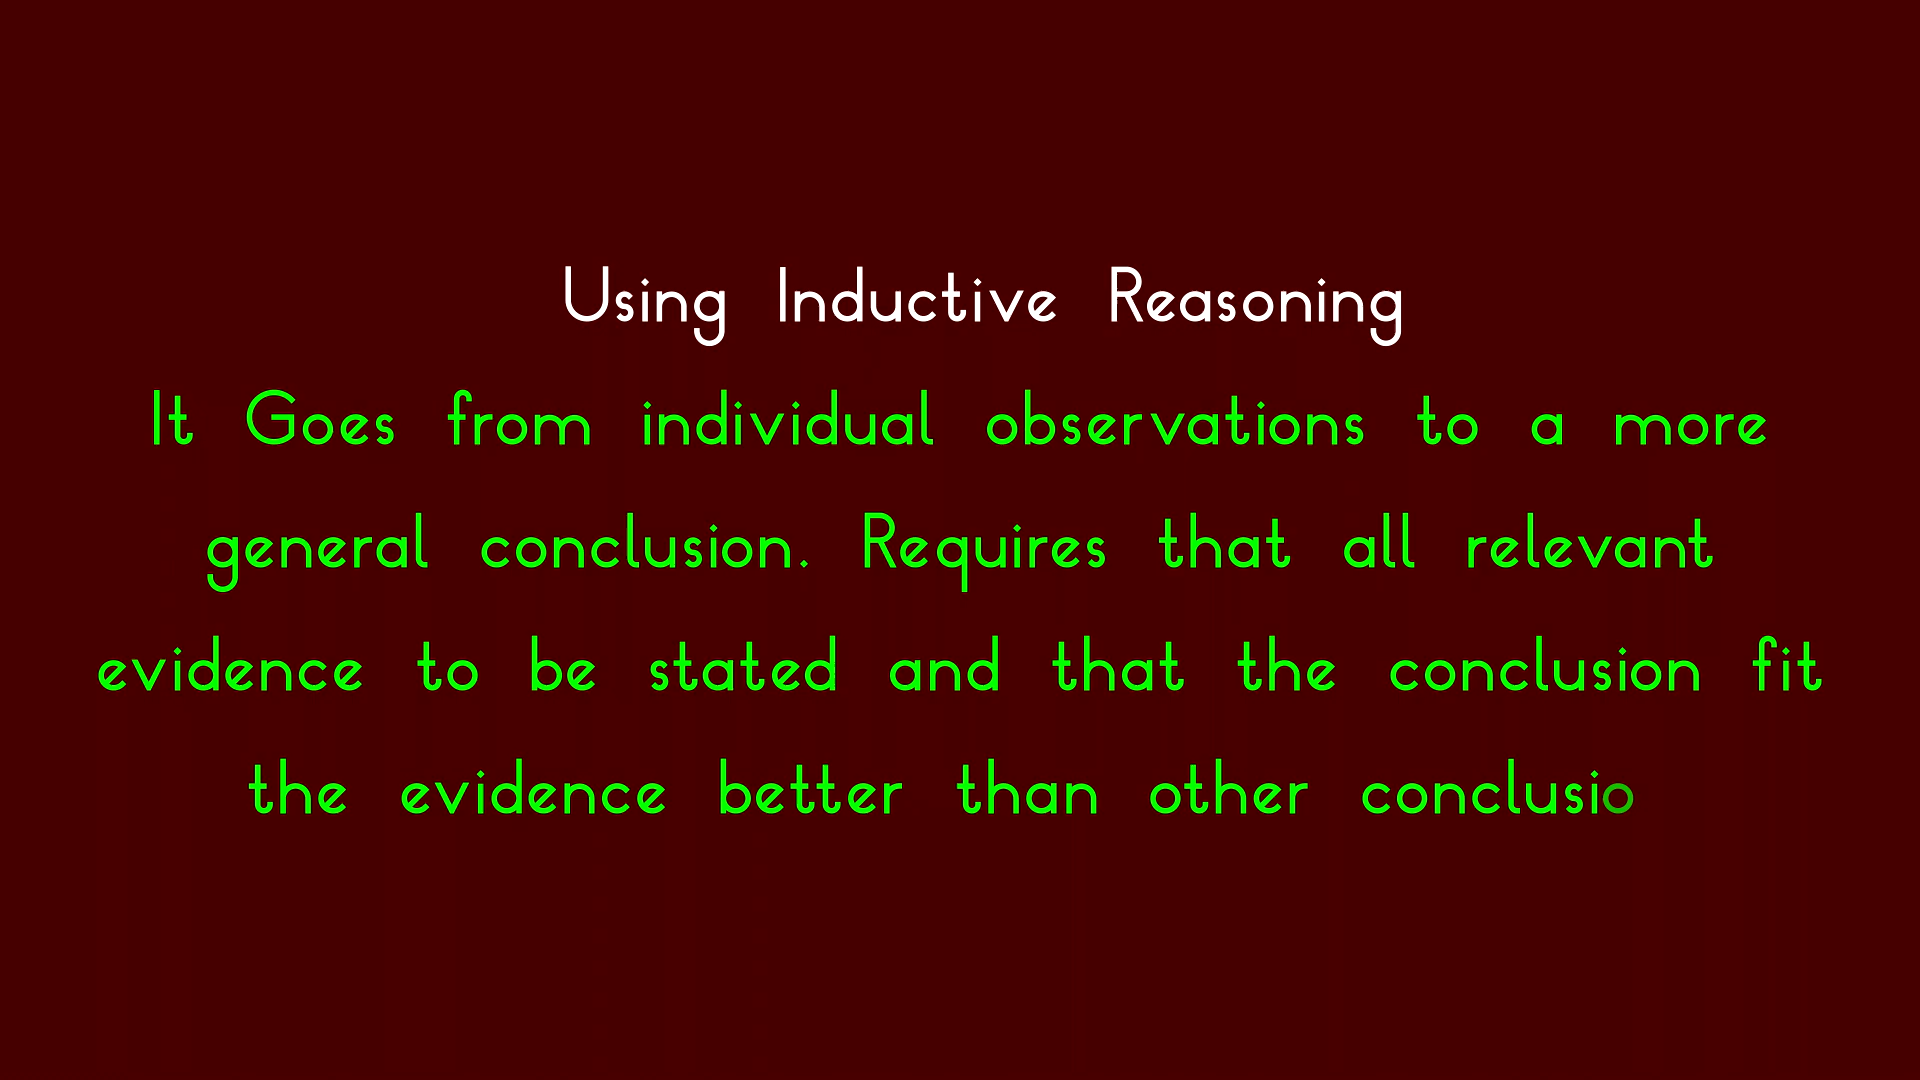 Using Inductive Reasoning
It Goes from individual observations to a more
general conclusion. Requires that all relevant
evidence to be stated and that the conclusion fit
the evidence better than other conclusio